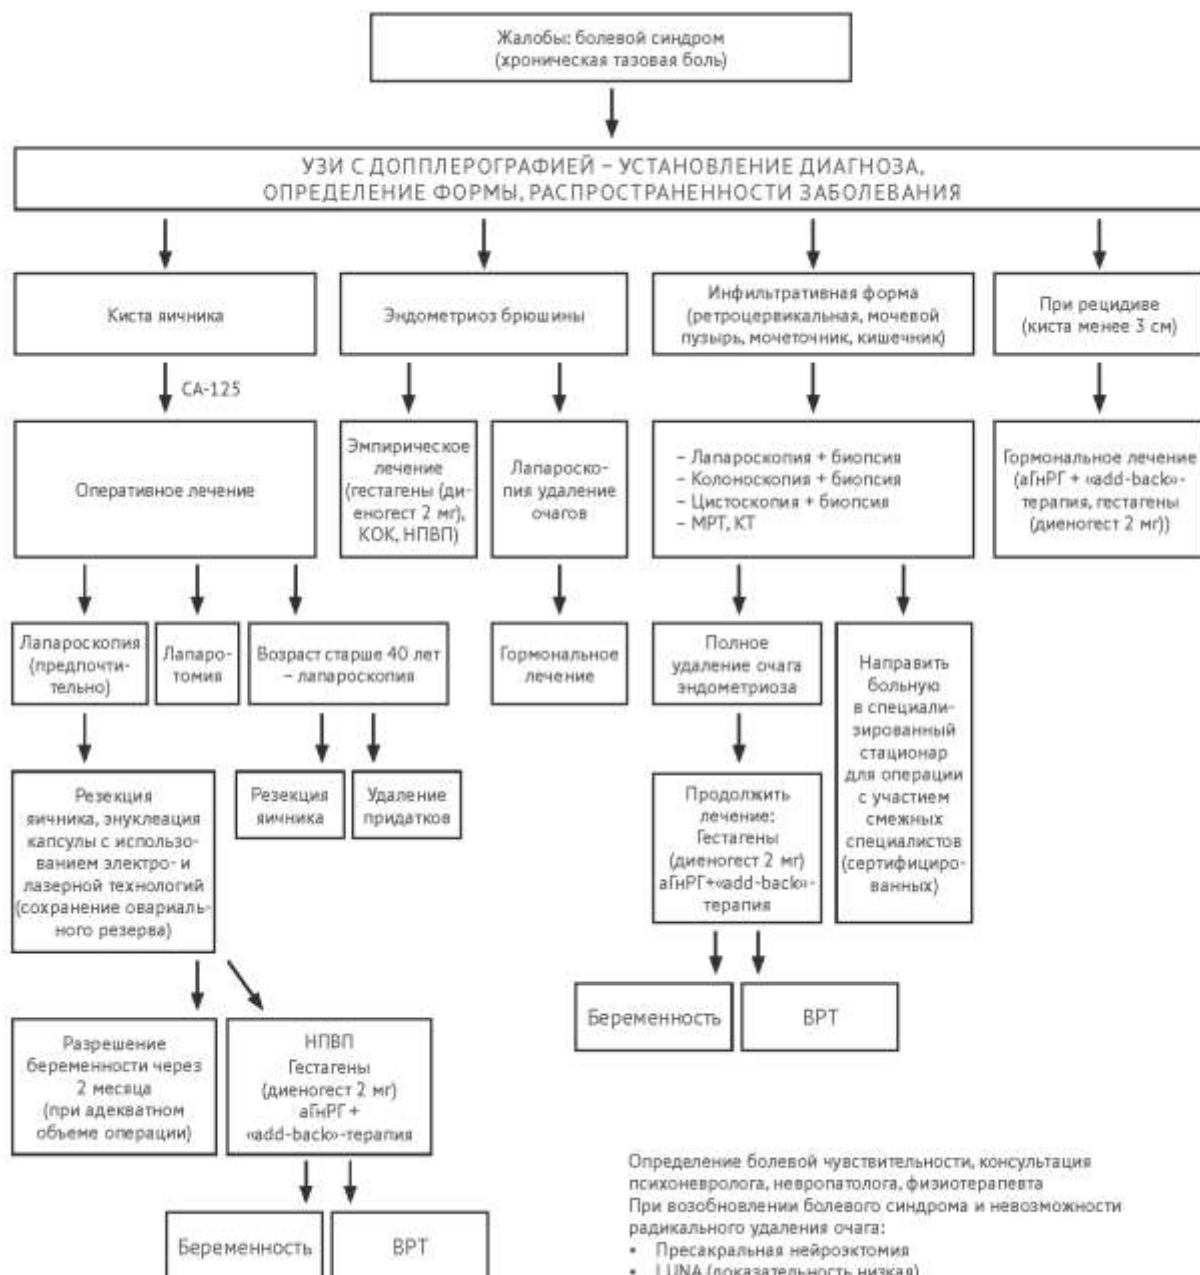 Жалобы: болевой синдром
(хроническая тазовая боль)
УЗИ С ДОППЛЕРОГРАФИЕЙ – УСТАНОВЛЕНИЕ ДИАГНОЗА,
ОПРЕДЕЛЕНИЕ ФОРМЫ, РАСПРОСТРАНЕННОСТИ ЗАБОЛЕВАНИЯ
Киста яичника
Эндометриоз брюшины
Инфильтративная форма
(ретроцервикальная, мочевой
пузырь, мочеточник, кишечник)
При рецидиве
(киста менее 3 см)
СА-125
Оперативное лечение
Эмпирическое
лечение
(гестагены (ди-
еногест 2 мг),
КОК, НПВП)
Лапароско-
пия удаление
очагов
– Лапароскопия + биопсия
– Колоноскопия + биопсия
– Цистоскопия + биопсия
– МРТ, КТ
Гормональное лечение
(аГнРГ + «add-back»-
терапия, гестагены
(диеногест 2 мг))
Лапароскопия
(предпочти-
тельно)
Лапаро-
томия
Возраст старше 40 лет
– лапароскопия
Гормональное
лечение
Полное
удаление очага
эндометриоза
Направить
больную
в специали-
зированный
стационар
для операции
с участием
смежных
специалистов
(сертифициро-
ванных)
Резекция
яичника, энуклеация
капсулы с использо-
ванием электро- и
лазерной технологий
(сохранение овариаль-
ного резерва)
Резекция
яичника
Удаление
придатков
Продолжить
лечение:
Гестагены
(диеногест 2 мг)
аГнРГ+«add-back»-
терапия
Беременность
ВРТ
Разрешение
беременности через
2 месяца
(при адекватном
объеме операции)
НПВП
Гестагены
(диеногест 2 мг)
аГнРГ +
«add-back»-терапия
Беременность
ВРТ
Определение болевой чувствительности, консультация
психоневролога, невропатолога, физиотерапевта
При возобновлении болевого синдрома и невозможности
радикального удаления очага:
• Пресакральная нейроэктомия
• LUNA (доказательность низкая)